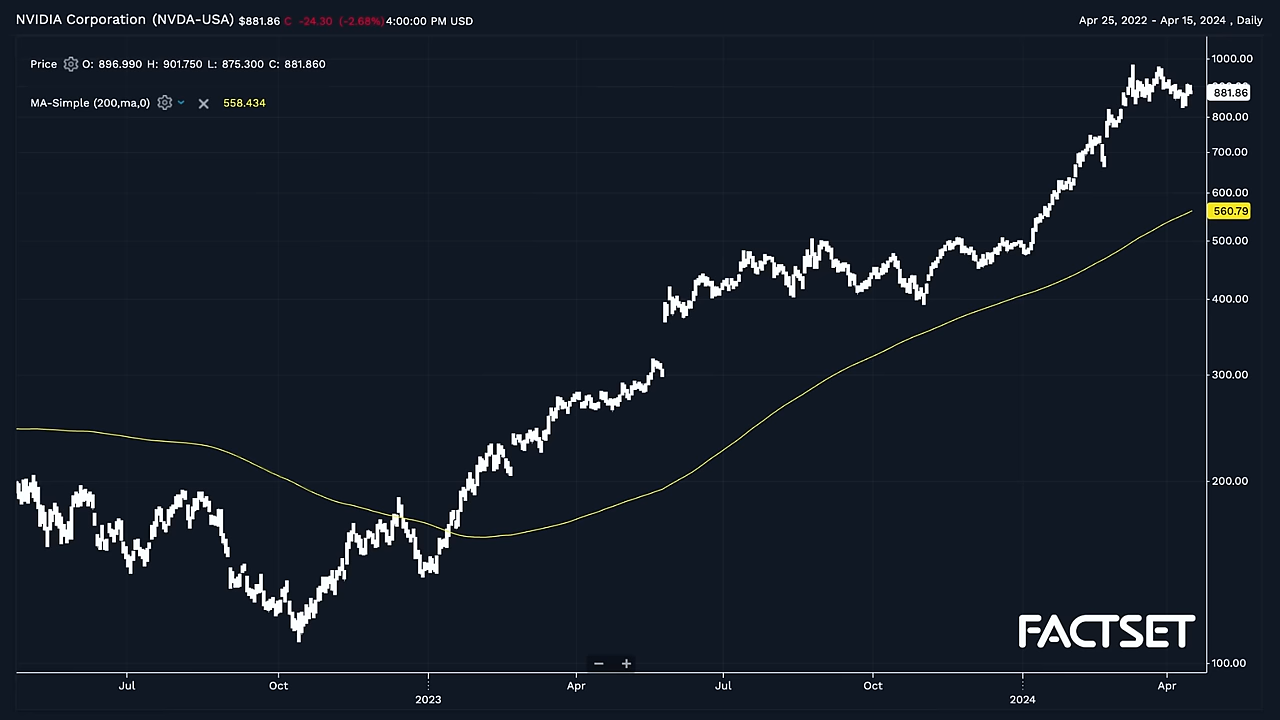 NVIDIA Corporation (NVDA-USA) $881.86 C -24.30 (-2.68%) 4:00:00 PM USD
Apr 25, 2022 - Apr 15, 2024 , Daily
Price O: 896.990 H: 901.750 L: 875.300 C: 881.860
MA-Simple (200,ma,0) 558.434
1000.00
881.86
800.00
700.00
600.00
560.79
500.00
400.00
300.00
200.00
100.00
FACTSET
Jul Oct Apr Jul Oct Apr
2023 2024